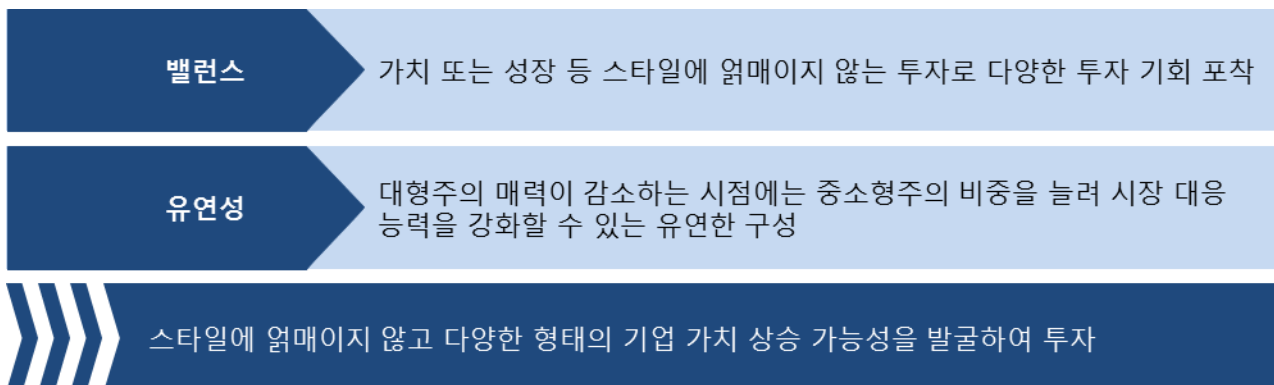 밸런스
가치 또는 성장 등 스타일에 얽매이지 않는 투자로 다양한 투자 기회 포착
유연성
대형주의 매력이 감소하는 시점에는 중소형주의 비중을 늘려 시장 대응
능력을 강화할 수 있는 유연한 구성
스타일에 얽매이지 않고 다양한 형태의 기업 가치 상승 가능성을 발굴하여 투자